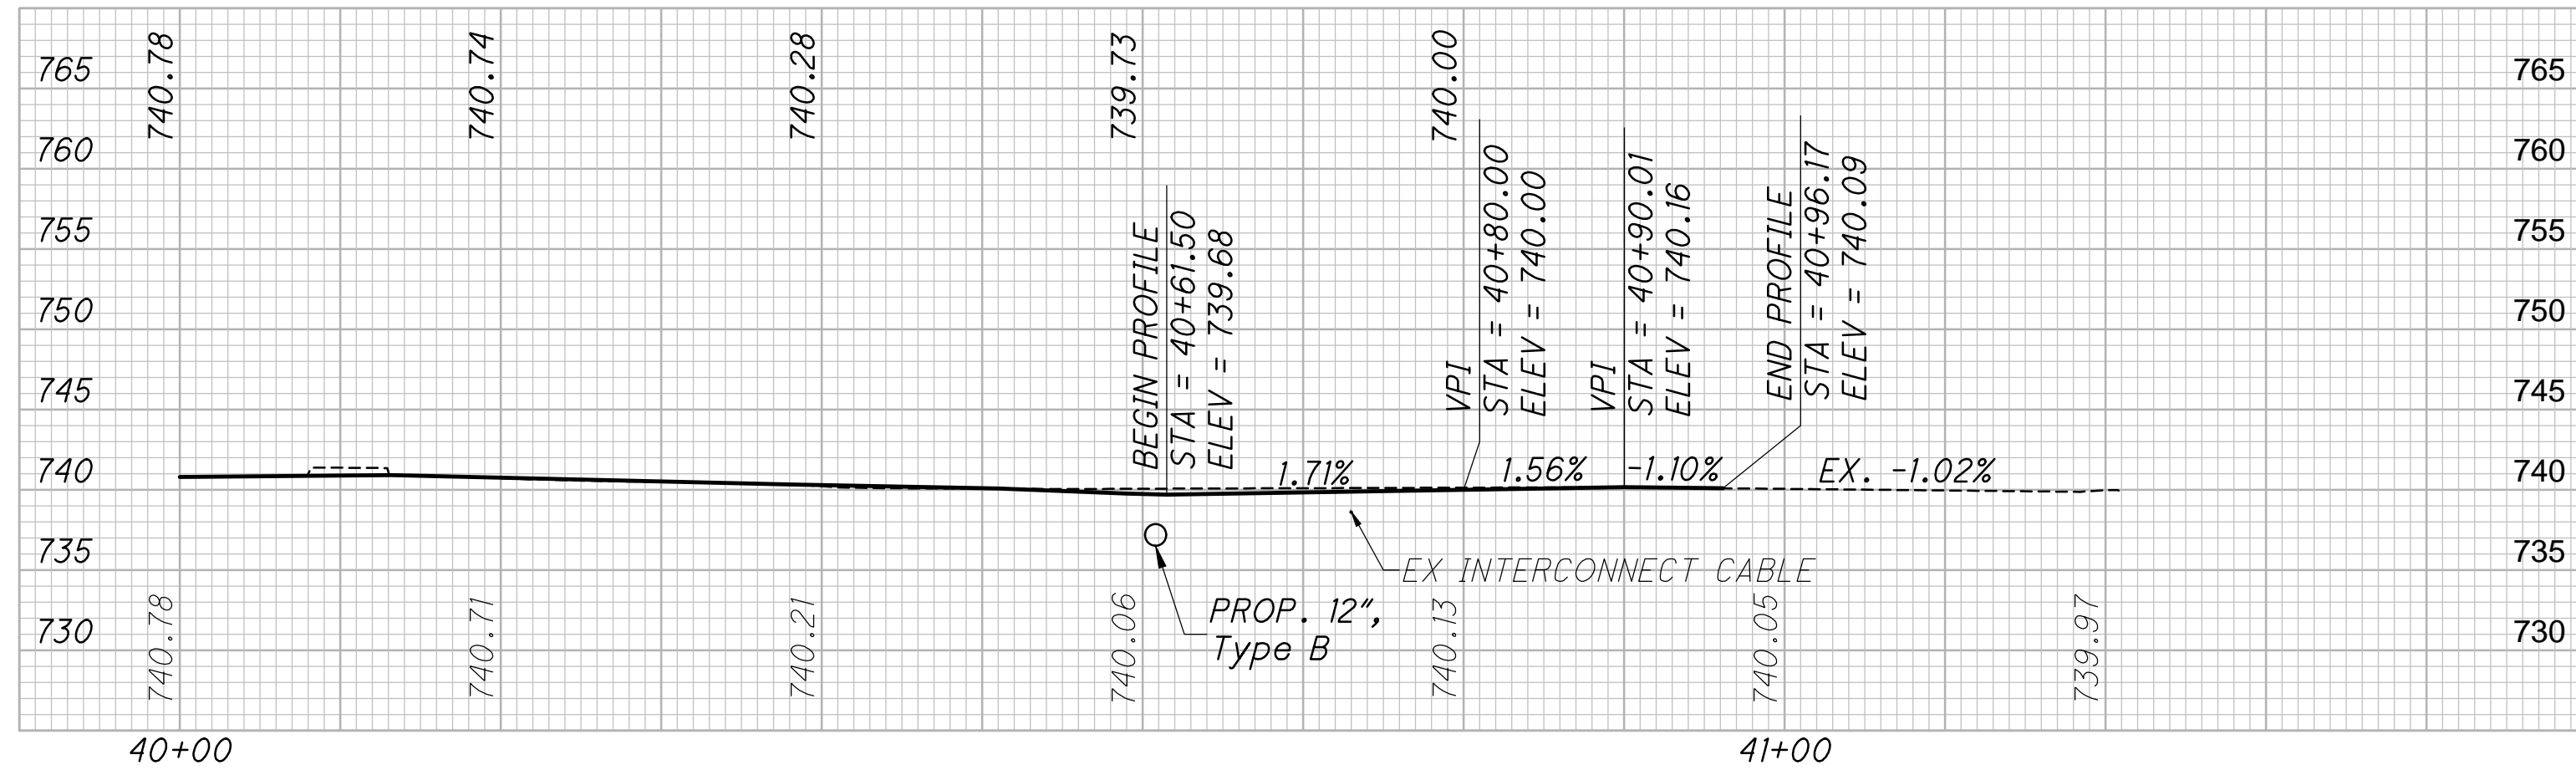 740.78
740.74
740.28
739.73
740.00
765
765
760
760
755
755
750
750
745
745
740
740
735
735
730
730
BEGIN PROFILE
STA = 40+61.50
ELEV = 739.68
VPI
STA = 40+80.00
ELEV = 740.00
VPI
STA = 40+90.01
ELEV = 740.16
END PROFILE
STA = 40+96.17
ELEV = 740.09
1.71%
1.56%
-1.10%
EX. -1.02%
EX INTERCONNECT CABLE
PROP. 12",
Type B
740.78
740.71
740.21
740.06
740.13
740.05
739.97
40+00
41+00